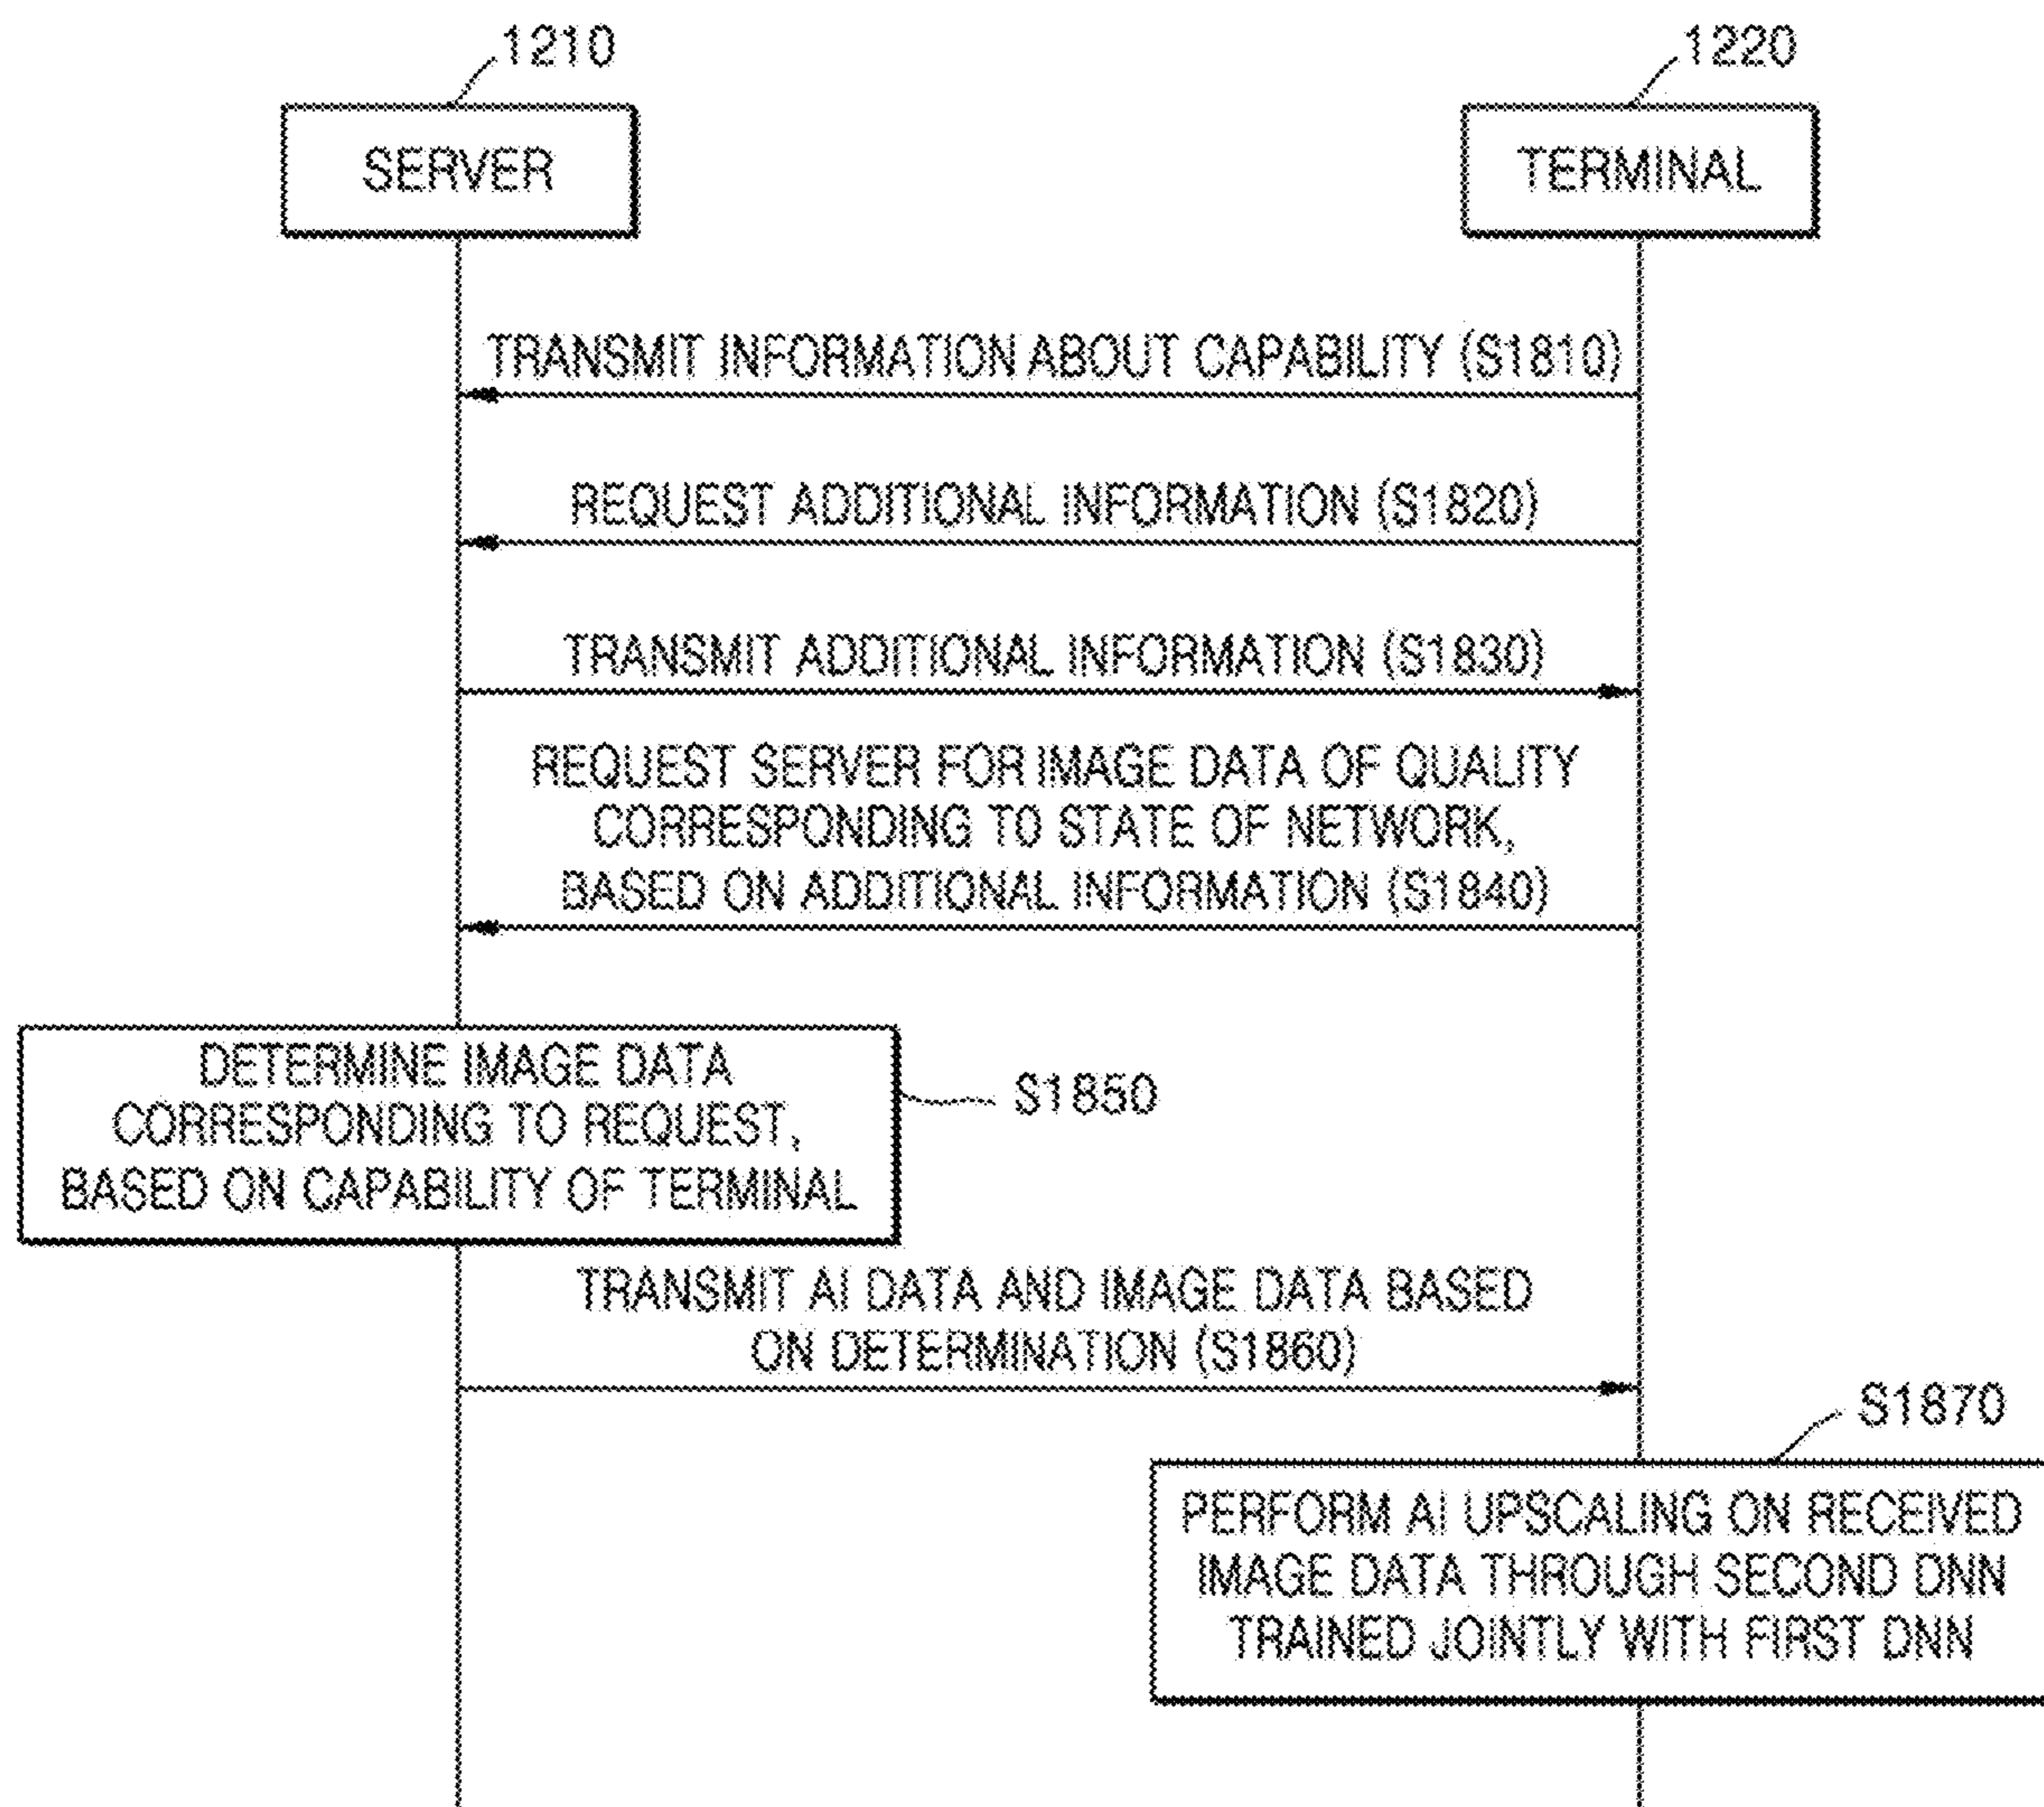 1210
1220
SERVER
TERMINAL
TRANSMIT INFORMATION ABOUT CAPABILITY (S1810)
REQUEST ADDITIONAL INFORMATION (S1820)
TRANSMIT ADDITIONAL INFORMATION (S1830)
REQUEST SERVER FOR IMAGE DATA OF QUALITY
CORRESPONDING TO STATE OF NETWORK,
BASED ON ADDITIONAL INFORMATION (S1840)
DETERMINE IMAGE DATA
CORRESPONDING TO REQUEST,
BASED ON CAPABILITY OF TERMINAL
S1850
TRANSMIT AI DATA AND IMAGE DATA BASED
ON DETERMINATION (S1860)
S1870
PERFORM AI UPSCALING ON RECEIVED
IMAGE DATA THROUGH SECOND DNN
TRAINED JOINTLY WITH FIRST DNN